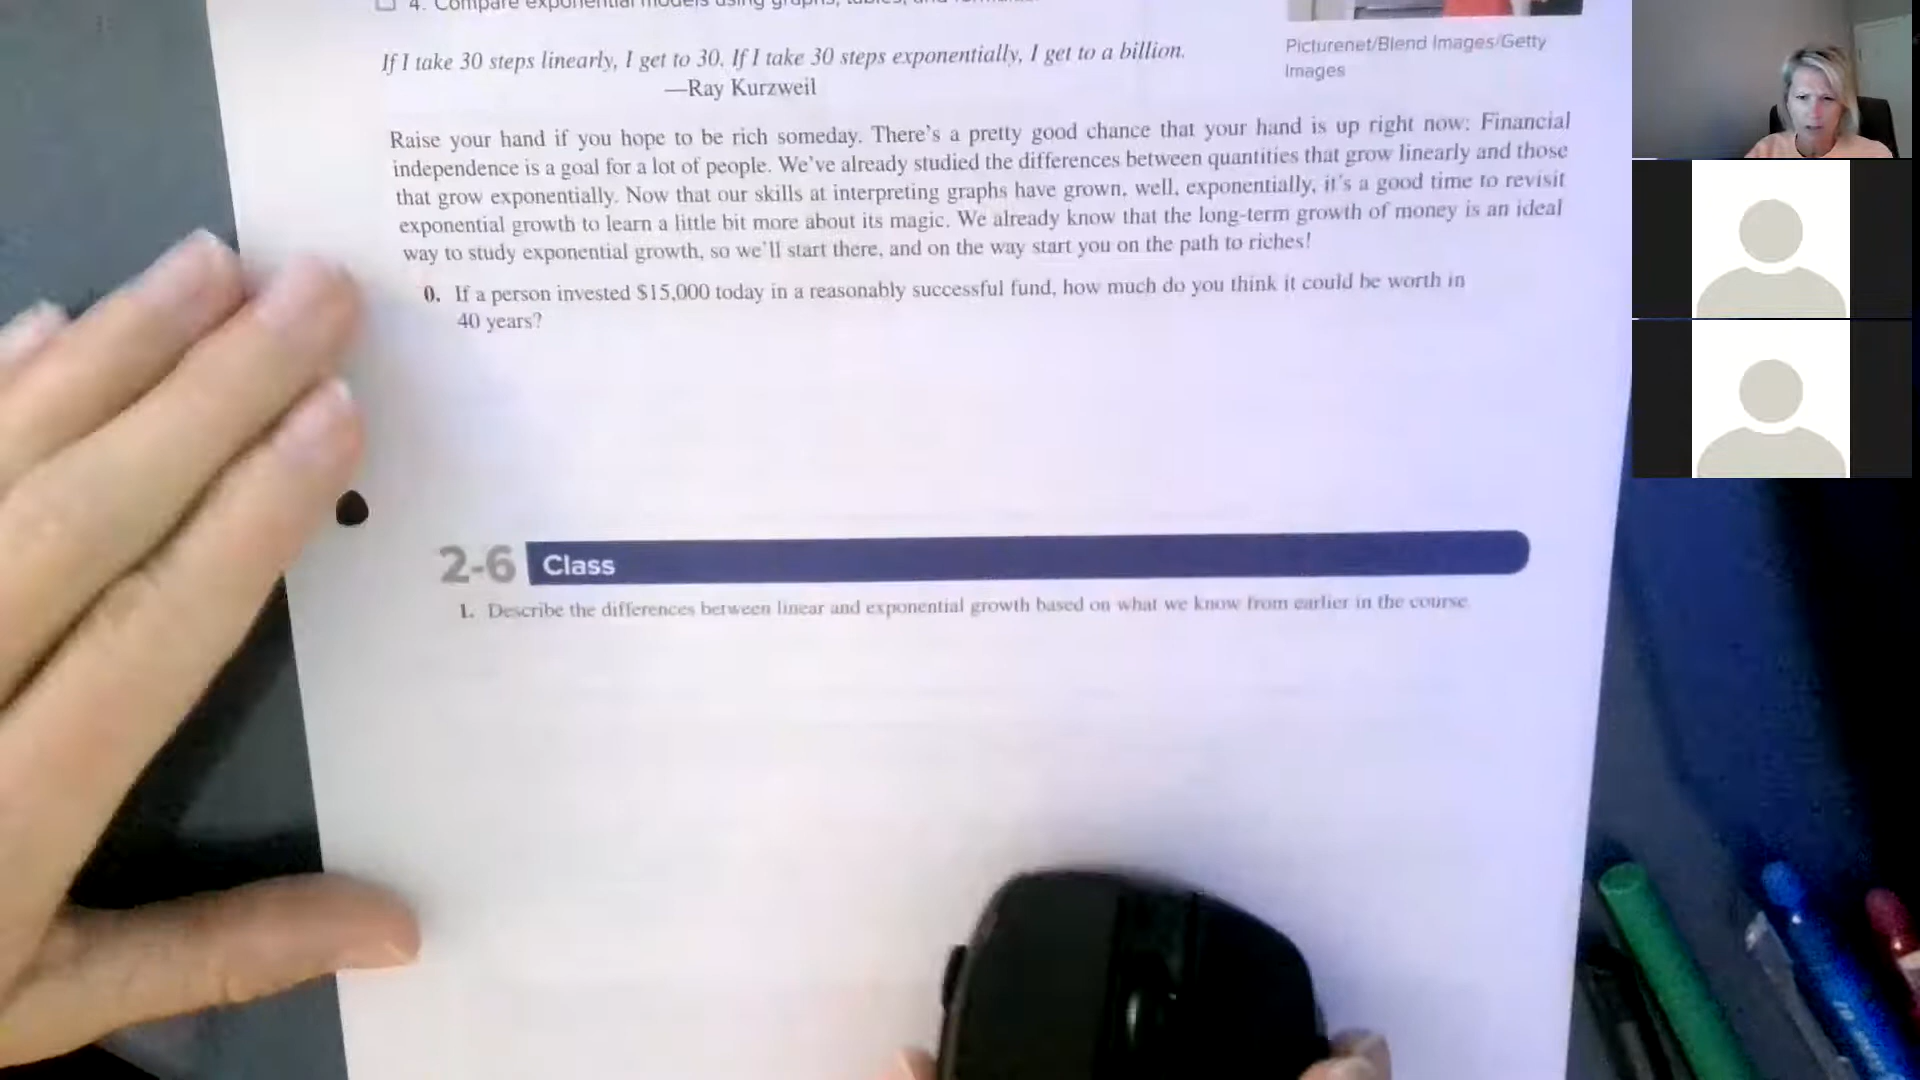 4. Compare exponential models using graphs, tables, and
If I take 30 steps linearly, I get to 30. If I take 30 steps exponentially, I get to a billion.
—Ray Kurzweil
Picturenet/Blend Images/Getty
Images
Raise your hand if you hope to be rich someday. There's a pretty good chance that your hand is up right now: Financial
independence is a goal for a lot of people. We've already studied the differences between quantities that grow linearly and those
that grow exponentially. Now that our skills at interpreting graphs have grown, well, exponentially, it's a good time to revisit
exponential growth to learn a little bit more about its magic. We already know that the long-term growth of money is an ideal
way to study exponential growth, so we'll start there, and on the way start you on the path to riches!
0. If a person invested $15,000 today in a reasonably successful fund, how much do you think it could be worth in
40 years?
2-6 Class
1. Describe the differences between linear and exponential growth based on what we know from earlier in the course.